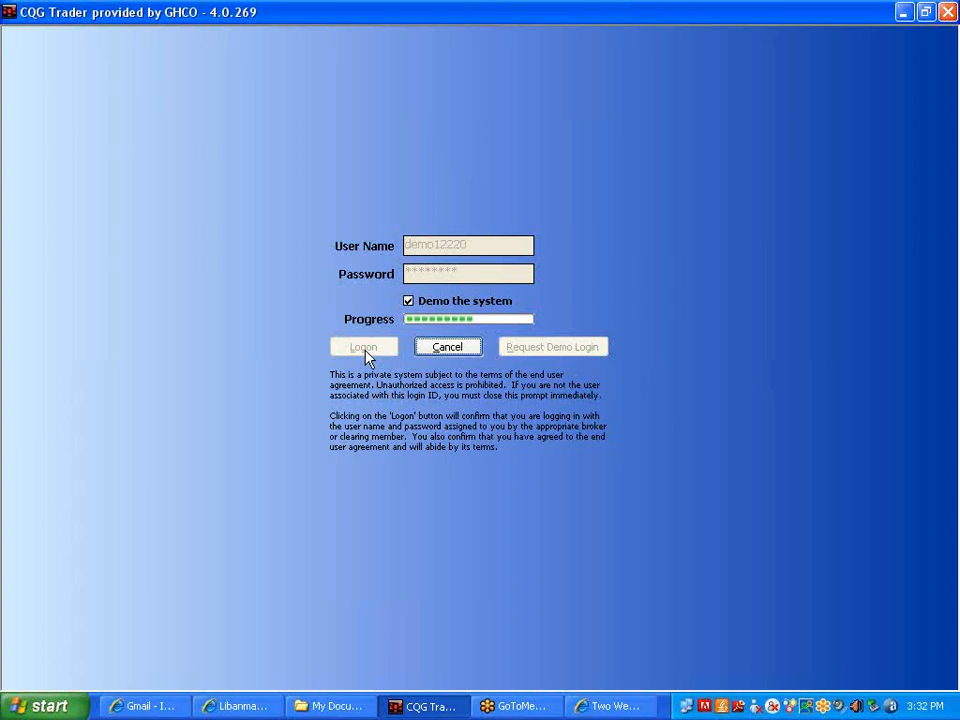 CQG Trader provided by GHCO - 4.0.269
User Name demo12220
Password ********
Demo the system
Progress
Logon Cancel Request Demo Login
This is a private system subject to the terms of the end user
agreement. Unauthorized access is prohibited. If you are not the user
associated with this login ID, you must close this prompt immediately.
Clicking on the 'Logon' button will confirm that you are logging in with
the user name and password assigned to you by the appropriate broker
or clearing member. You also confirm that you have agreed to the end
user agreement and will abide by its terms.
start Gmail - I... Libanma... My Docu... CQG Tra... GoToMe... Two We... 3:32 PM